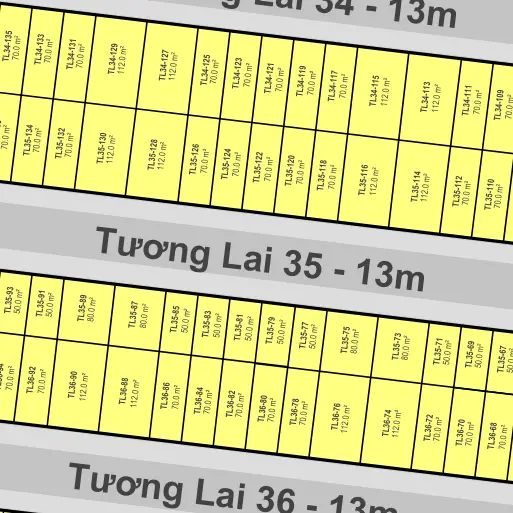 Lai 34 - 13m
TL34-135
70.0 m²
TL34-133
70.0 m²
TL34-131
70.0 m²
TL34-129
112.0 m²
TL34-127
112.0 m²
TL34-125
70.0 m²
TL34-123
70.0 m²
TL34-121
70.0 m²
TL34-119
70.0 m²
TL34-117
70.0 m²
TL34-115
112.0 m²
TL34-113
112.0 m²
TL34-111
70.0 m²
TL34-109
70.0 m²
70.0 m²
TL35-134
70.0 m²
TL35-132
70.0 m²
TL35-130
112.0 m²
TL35-128
112.0 m²
TL35-126
70.0 m²
TL35-124
70.0 m²
TL35-122
70.0 m²
TL35-120
70.0 m²
TL35-118
70.0 m²
TL35-116
112.0 m²
TL35-114
112.0 m²
TL35-112
70.0 m²
TL35-110
70.0 m²
Tương Lai 35 - 13m
TL35-93
50.0 m²
TL35-91
50.0 m²
TL35-89
80.0 m²
TL35-87
80.0 m²
TL35-85
50.0 m²
TL35-83
50.0 m²
TL35-81
50.0 m²
TL35-79
50.0 m²
TL35-77
50.0 m²
TL35-75
80.0 m²
TL35-73
80.0 m²
TL35-71
50.0 m²
TL35-69
50.0 m²
TL35-67
50.0 m²
70.0 m²
TL36-92
70.0 m²
TL36-90
112.0 m²
TL36-88
112.0 m²
TL36-86
70.0 m²
TL36-84
70.0 m²
TL36-82
70.0 m²
TL36-80
70.0 m²
TL36-78
70.0 m²
TL36-76
112.0 m²
TL36-74
112.0 m²
TL36-72
70.0 m²
TL36-70
70.0 m²
TL36-68
70.0 m²
Tương Lai 36 - 13m